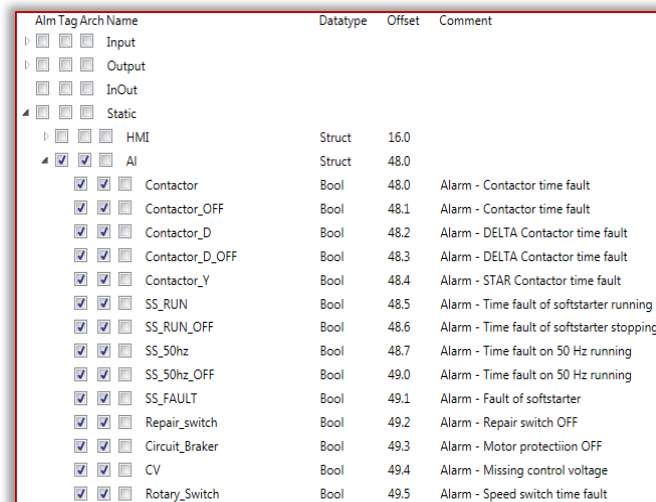 Alm Tag Arch Name Datatype Offset Comment
Input
Output
InOut
Static
HMI Struct 16.0
AI Struct 48.0
Contactor Bool 48.0 Alarm - Contactor time fault
Contactor_OFF Bool 48.1 Alarm - Contactor time fault
Contactor_D Bool 48.2 Alarm - DELTA Contactor time fault
Contactor_D_OFF Bool 48.3 Alarm - DELTA Contactor time fault
Contactor_Y Bool 48.4 Alarm - STAR Contactor time fault
SS_RUN Bool 48.5 Alarm - Time fault of softstarter running
SS_RUN_OFF Bool 48.6 Alarm - Time fault of softstarter stopping
SS_50hz Bool 48.7 Alarm - Time fault on 50 Hz running
SS_50hz_OFF Bool 49.0 Alarm - Time fault on 50 Hz running
SS_FAULT Bool 49.1 Alarm - Fault of softstarter
Repair_switch Bool 49.2 Alarm - Repair switch OFF
Circuit_Braker Bool 49.3 Alarm - Motor protectiion OFF
CV Bool 49.4 Alarm - Missing control voltage
Rotary_Switch Bool 49.5 Alarm - Speed switch time fault